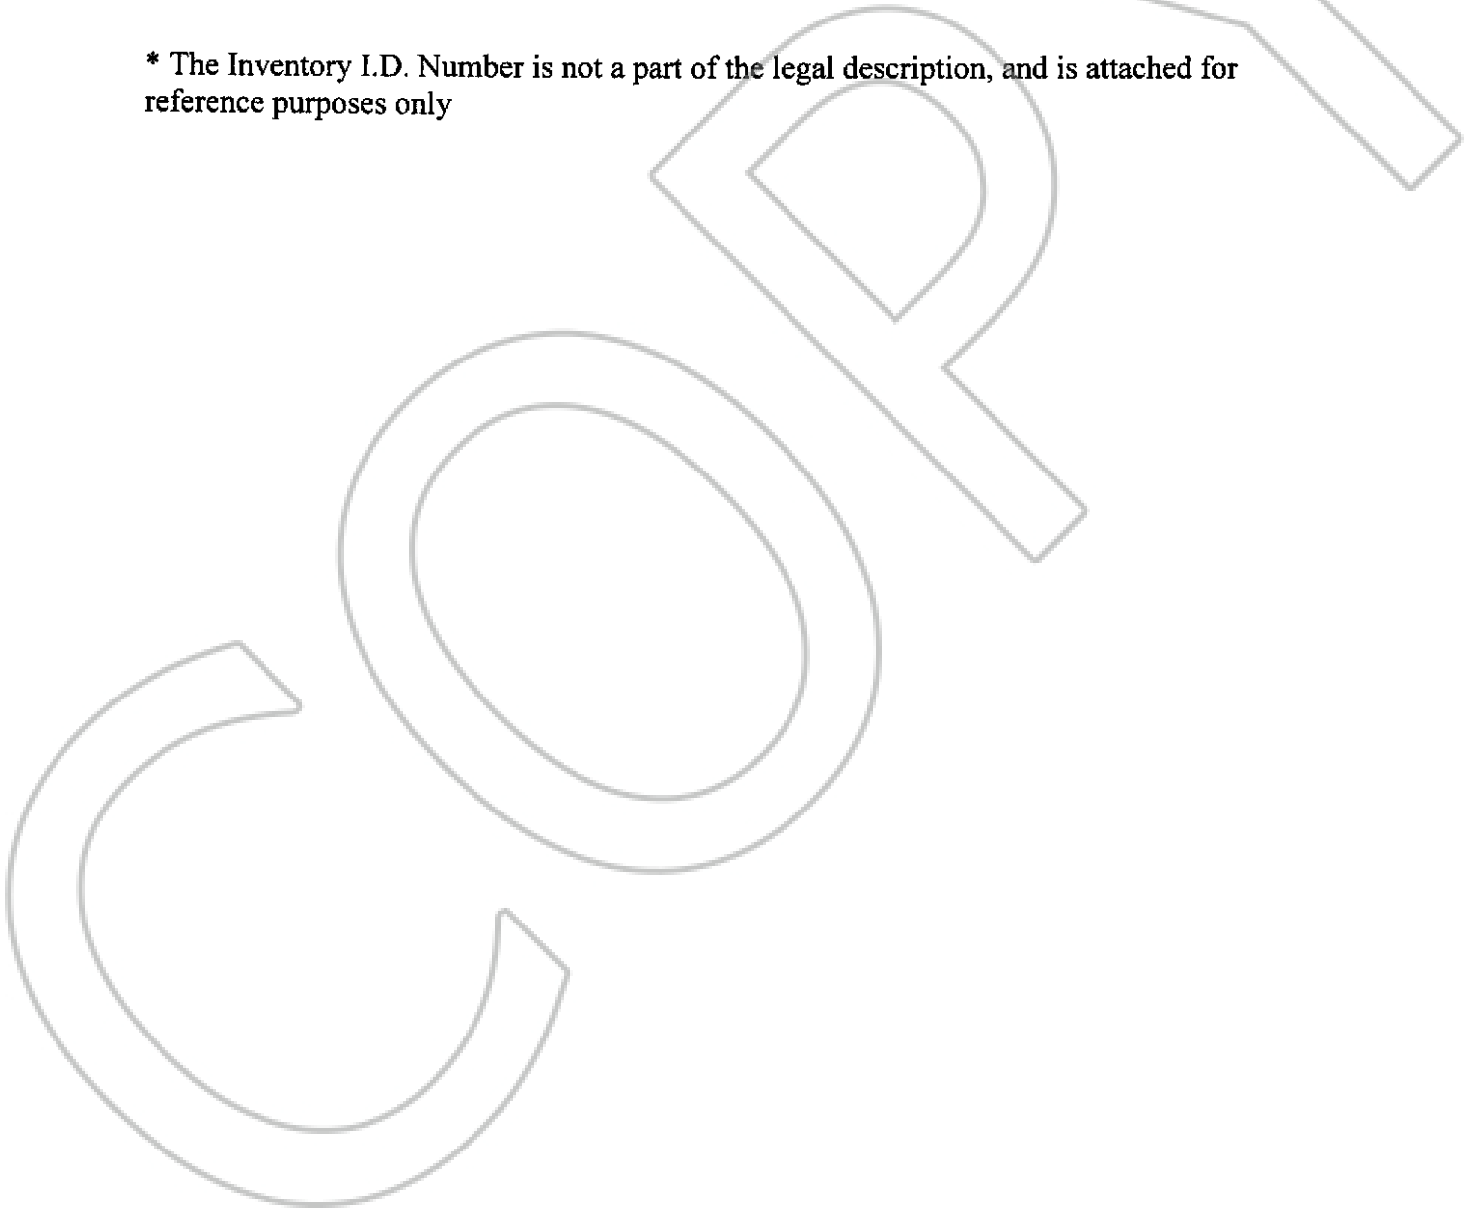 * The Inventory I.D. Number is not a part of the legal description, and is attached for
reference purposes only
COPY